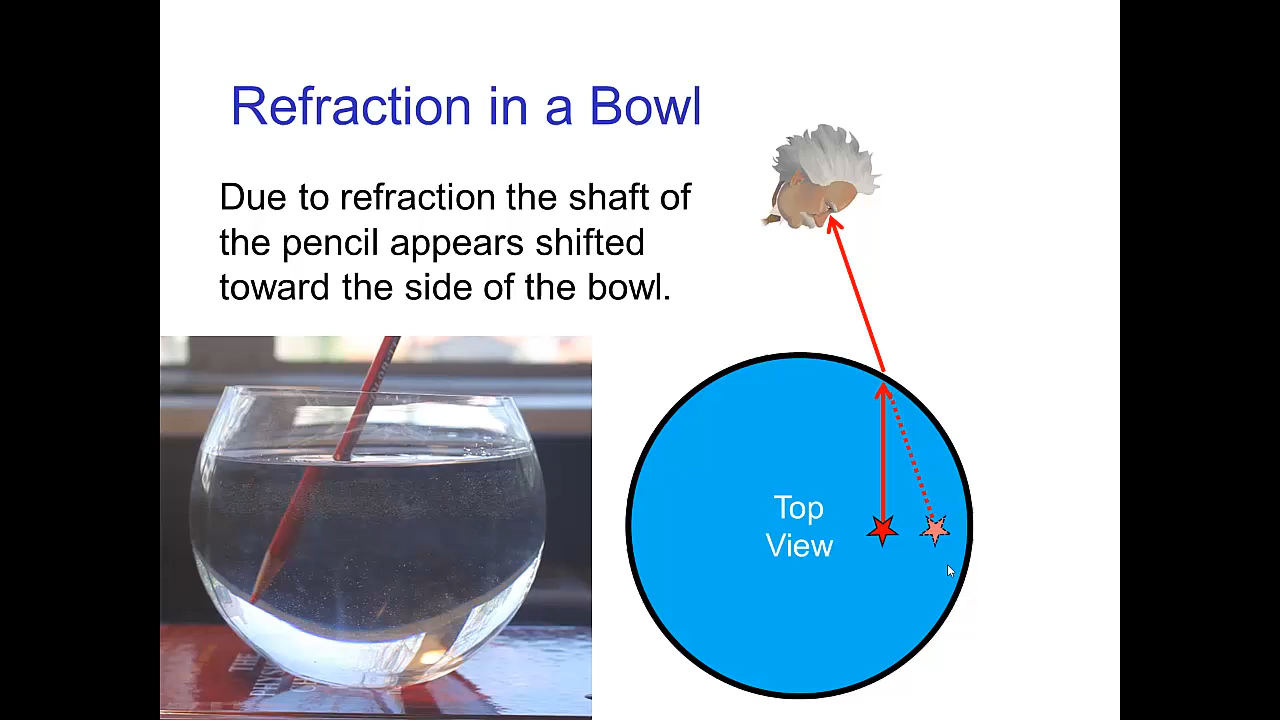 Refraction in a Bowl
Due to refraction the shaft of
the pencil appears shifted
toward the side of the bowl.
Top
View
THE